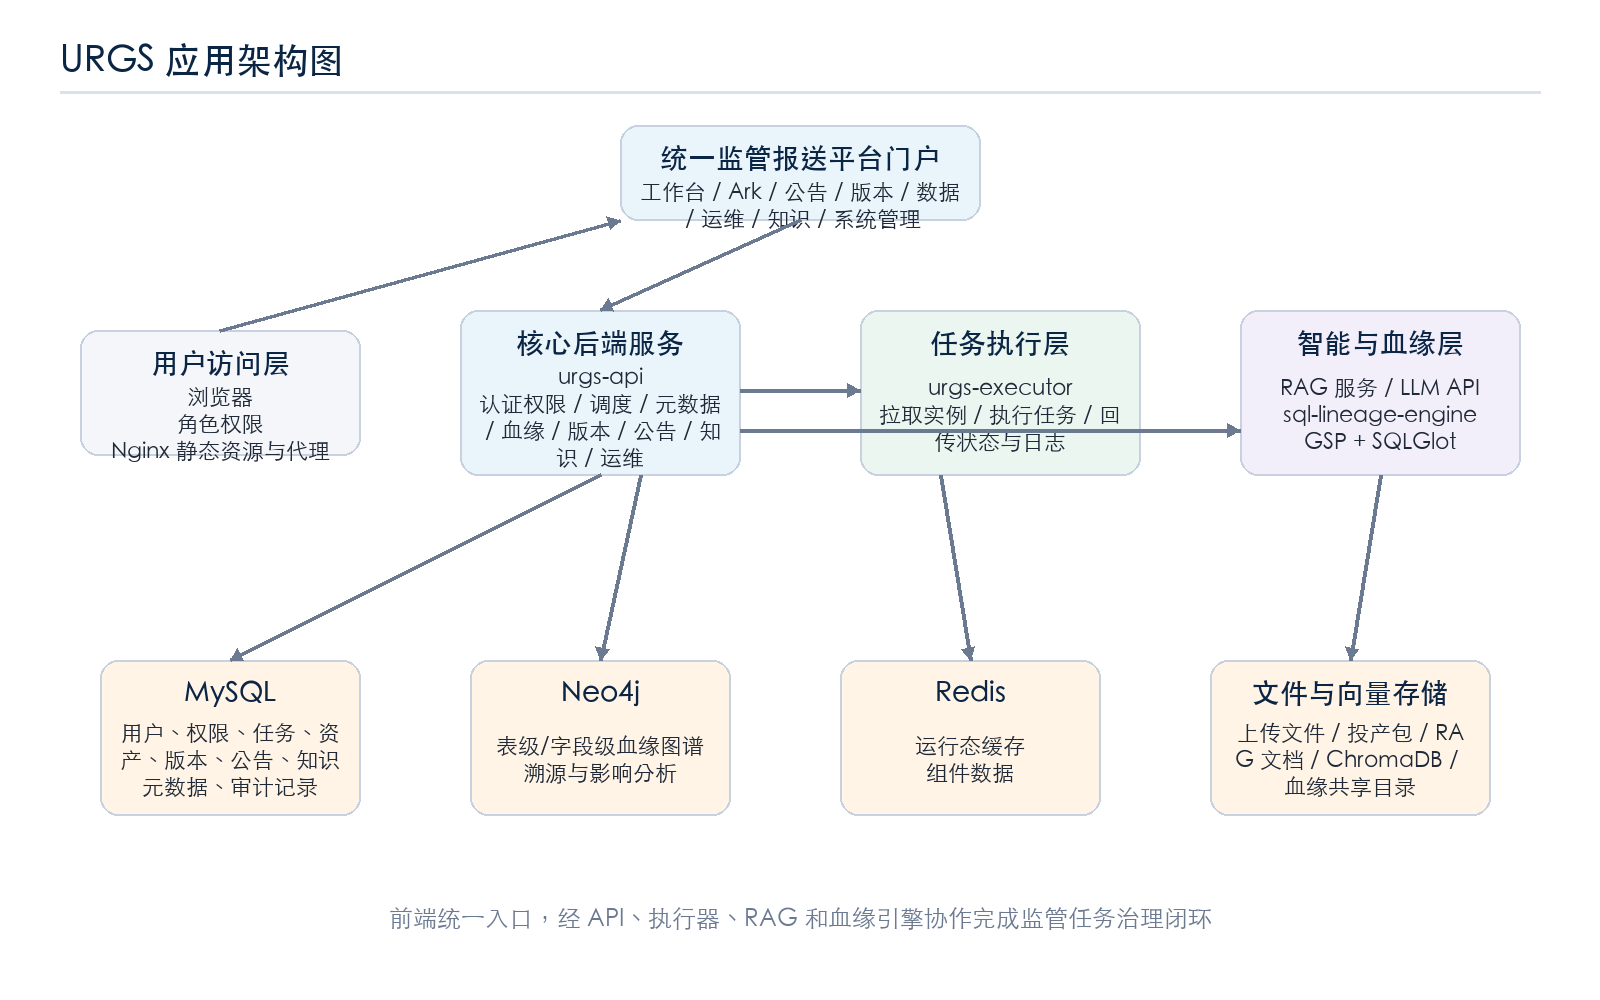 URGS 应用架构图
统一监管报送平台门户
工作台 / Ark / 公告 / 版本 / 数据
/ 运维 / 知识 / 系统管理
用户访问层
浏览器
角色权限
Nginx 静态资源与代理
核心后端服务
urgs-api
认证权限 / 调度 / 元数据
/ 血缘 / 版本 / 公告 / 知
识 / 运维
任务执行层
urgs-executor
拉取实例 / 执行任务 / 回
传状态与日志
智能与血缘层
RAG 服务 / LLM API
sql-lineage-engine
GSP + SQLGlot
MySQL
用户、权限、任务、资
产、版本、公告、知识
元数据、审计记录
Neo4j
表级/字段级血缘图谱
溯源与影响分析
Redis
运行态缓存
组件数据
文件与向量存储
上传文件 / 投产包 / RA
G 文档 / ChromaDB /
血缘共享目录
前端统一入口，经 API、执行器、RAG 和血缘引擎协作完成监管任务治理闭环